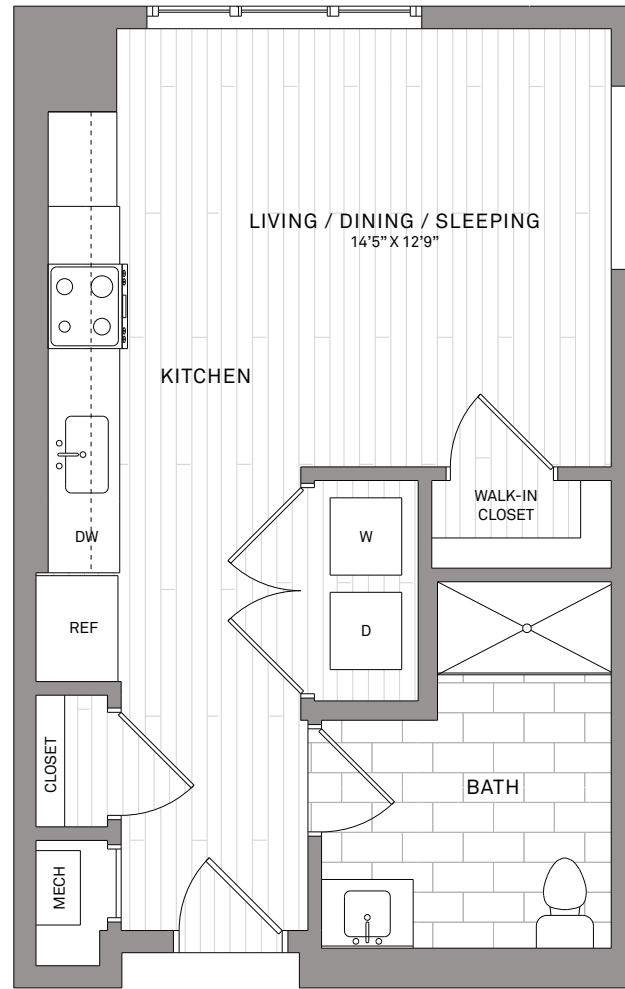 LIVING / DINING / SLEEPING
14’5” X 12’9”
KITCHEN
WALK-IN
CLOSET
W
DW
D
REF
CLOSET
BATH
MECH